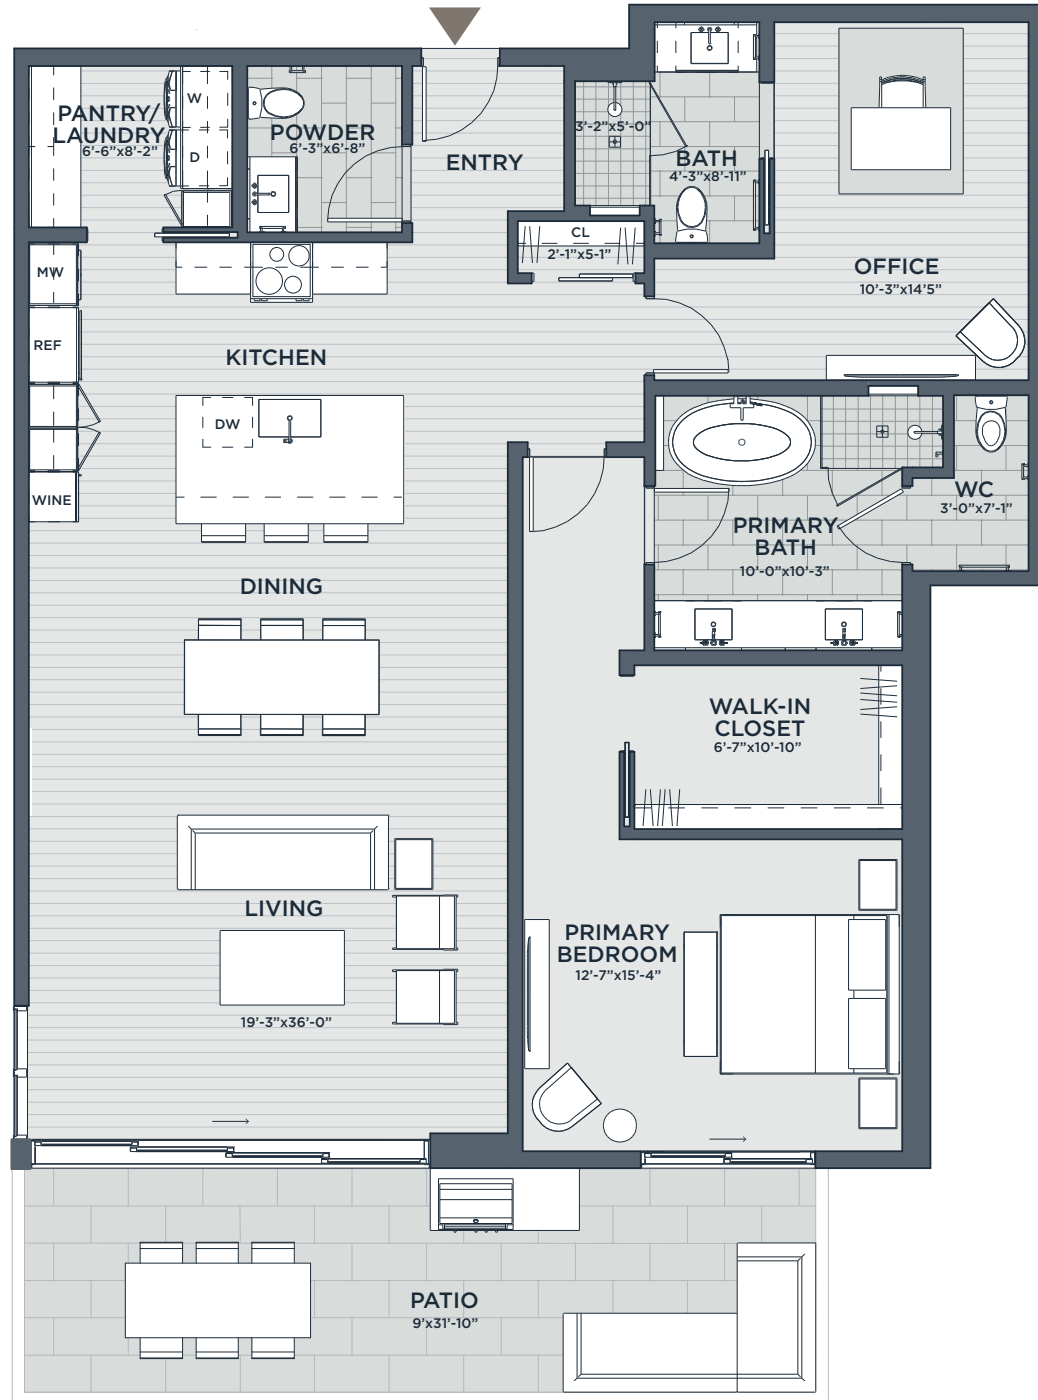 PANTRY/
LAUNDRY
6'-6"x8'-2"
W
D
POWDER
6'-3"x6'-8"
ENTRY
3'-2"x5'-0"
BATH
4'-3"x8'-11"
CL
2'-1"x5-1"
OFFICE
10'-3"x14'5"
MW
REF
KITCHEN
DW
WINE
WC
3'-0"x7'-1"
PRIMARY
BATH
10'-0"x10'-3"
DINING
WALK-IN
CLOSET
6'-7"x10'-10"
LIVING
19'-3"x36'-0"
PRIMARY
BEDROOM
12'-7"x15'-4"
PATIO
9'x31'-10"